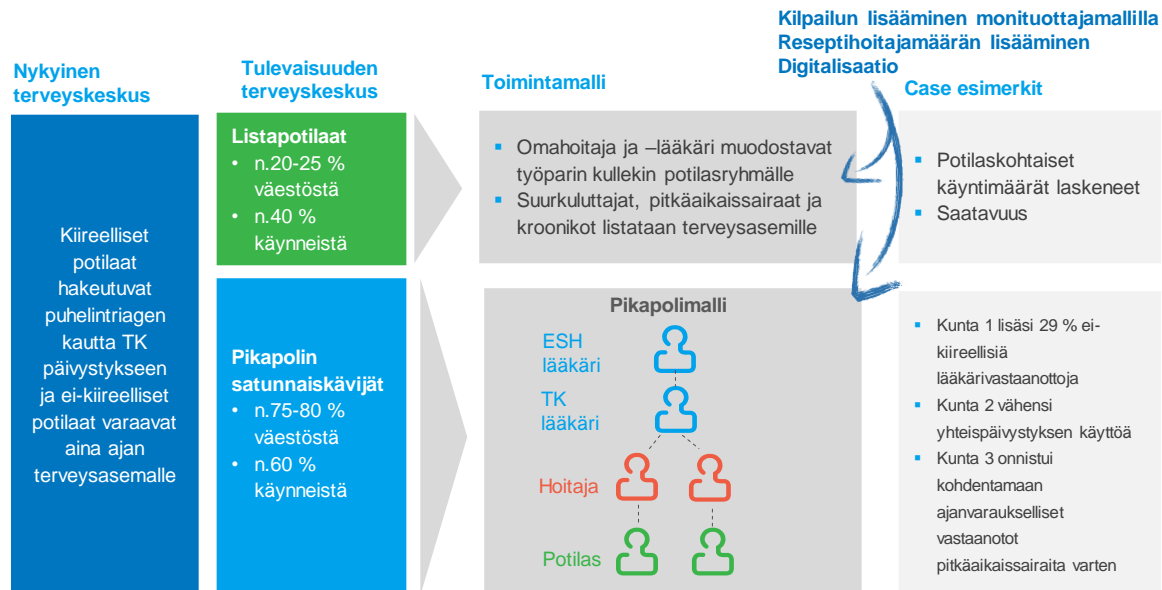 Kilpailun lisääminen monituottajamallilla
Reseptihoitajamäärän lisääminen
Digitalisaatio
Nykyinen
terveyskeskus
Tulevaisuuden
terveyskeskus
Toimintamalli
Case esimerkit
Kiireelliset
potilaat
hakeutuvat
puhelintriagen
kautta TK
päivystykseen
ja ei-kiireelliset
potilaat varaavat
aina ajan
terveysasemalle
Listapotilaat
• n.20-25 %
väestöstä
• n.40 %
käynneistä
▪ Omahoitaja ja –lääkäri muodostavat
työparin kullekin potilasryhmälle
▪ Suurkuluttajat, pitkäaikaissairaat ja
kroonikot listataan terveysasemille
▪ Potilaskohtaiset
käyntimäärät laskeneet
▪ Saatavuus
Pikapolin
satunnaiskävijät
• n.75-80 %
väestöstä
• n.60 %
käynneistä
Pikapolimalli
ESH
lääkäri
TK
lääkäri
Hoitaja
Potilas
▪ Kunta 1 lisäsi 29 % ei-
kiireellisiä
lääkärivastaanottoja
▪ Kunta 2 vähensi
yhteispäivystyksen käyttöä
▪ Kunta 3 onnistui
kohdentamaan
ajanvaraukselliset
vastaanotot
pitkäaikaissairaita varten